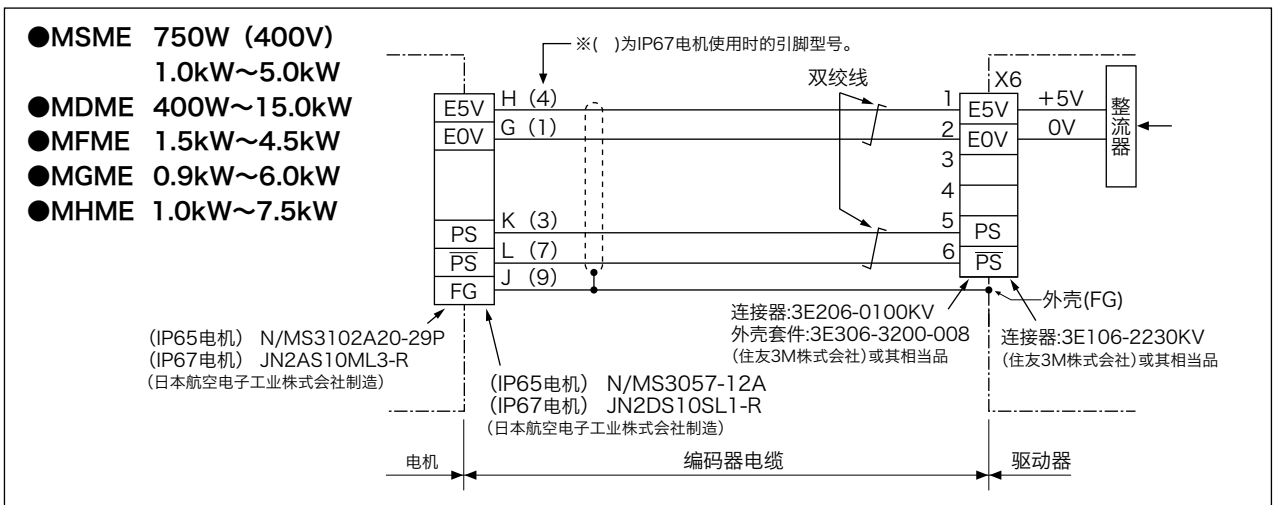 ●MSME 750W（400V）
1.0kW～5.0kW
●MDME 400W～15.0kW
●MFME 1.5kW～4.5kW
●MGME 0.9kW～6.0kW
●MHME 1.0kW～7.5kW
※( )为IP67电机使用时的引脚型号。
双绞线
X6
E5V H (4) 1 E5V ＋5V
E0V G (1) 2 E0V 0V
整流器
3
4
PS K (3) 5 PS
P̅S̅ L (7) 6 P̅S̅
FG J (9)
外壳(FG)
(IP65电机) N/MS3102A20-29P
(IP67电机) JN2AS10ML3-R
(日本航空电子工业株式会社制造)
(IP65电机) N/MS3057-12A
(IP67电机) JN2DS10SL1-R
(日本航空电子工业株式会社制造)
连接器:3E206-0100KV
外壳套件:3E306-3200-008
(住友3M株式会社)或其相当品
连接器:3E106-2230KV
(住友3M株式会社)或其相当品
电机 编码器电缆 驱动器